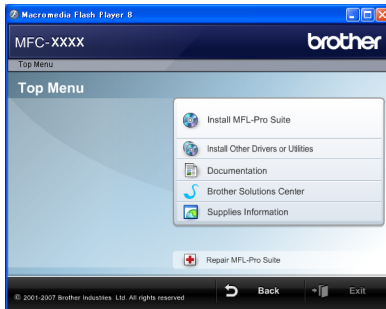 Macromedia Flash Player 8
MFC-XXXX
brother
Top Menu
Top Menu
Install MFL-Pro Suite
Install Other Drivers or Utilities
Documentation
Brother Solutions Center
Supplies Information
Repair MFL-Pro Suite
© 2001-2007 Brother Industries Ltd. All rights reserved
Back
Exit